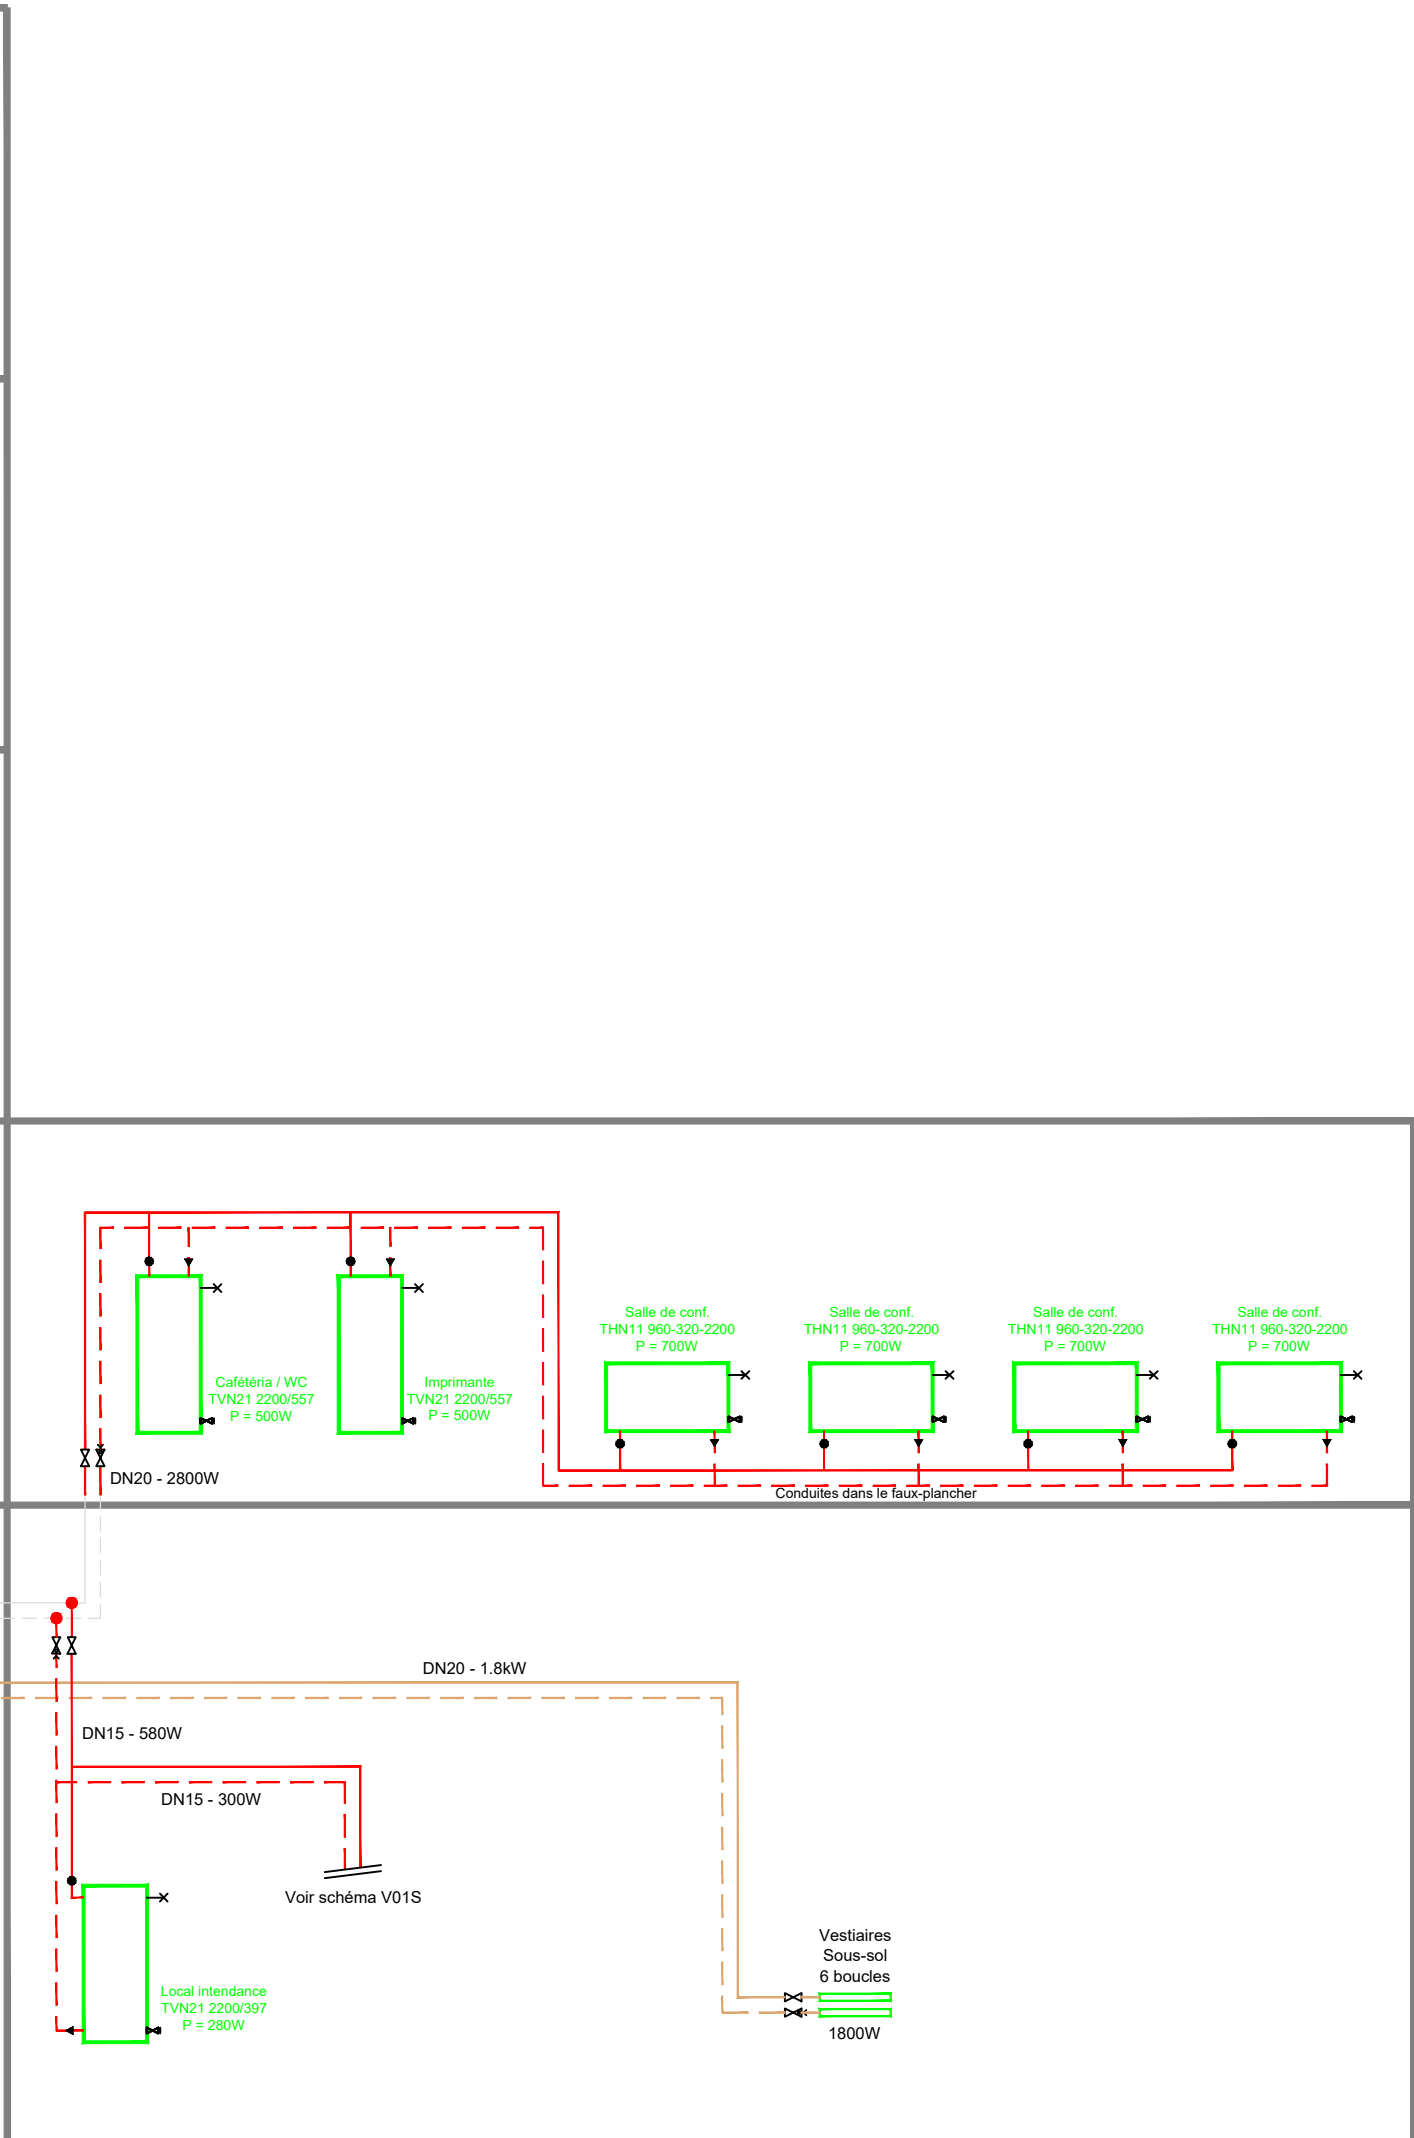 Salle de conf.
THN11 960-320-2200
P = 700W
Salle de conf.
THN11 960-320-2200
P = 700W
Salle de conf.
THN11 960-320-2200
P = 700W
Salle de conf.
THN11 960-320-2200
P = 700W
Cafétéria / WC
TVN21 2200/557
P = 500W
Imprimante
TVN21 2200/557
P = 500W
DN20 - 2800W
Conduites dans le faux-plancher
DN20 - 1.8kW
DN15 - 580W
DN15 - 300W
Voir schéma V01S
Vestiaires
Sous-sol
6 boucles
1800W
Local intendance
TVN21 2200/397
P = 280W